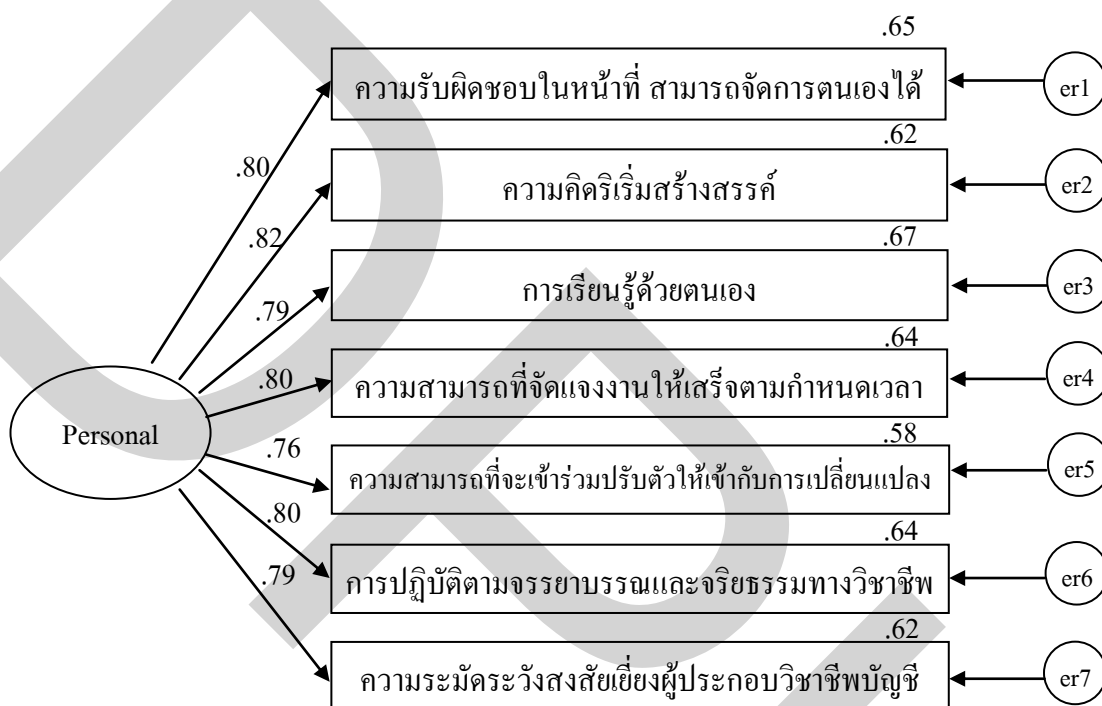 .65
ความรับผิดชอบในหน้าที่ สามารถจัดการตนเองได้
er1
.80
.62
ความคิดริเริ่มสร้างสรรค์
er2
.82
.67
การเรียนรู้ด้วยตนเอง
er3
.79
.64
ความสามารถที่จัดแจงงานให้เสร็จตามกำหนดเวลา
er4
.80
Personal
.58
ความสามารถที่จะเข้าร่วมปรับตัวให้เข้ากับการเปลี่ยนแปลง
er5
.76
.64
การปฏิบัติตามจรรยาบรรณและจริยธรรมทางวิชาชีพ
er6
.80
.62
ความระมัดระวังสงสัยเยี่ยงผู้ประกอบวิชาชีพบัญชี
er7
.79